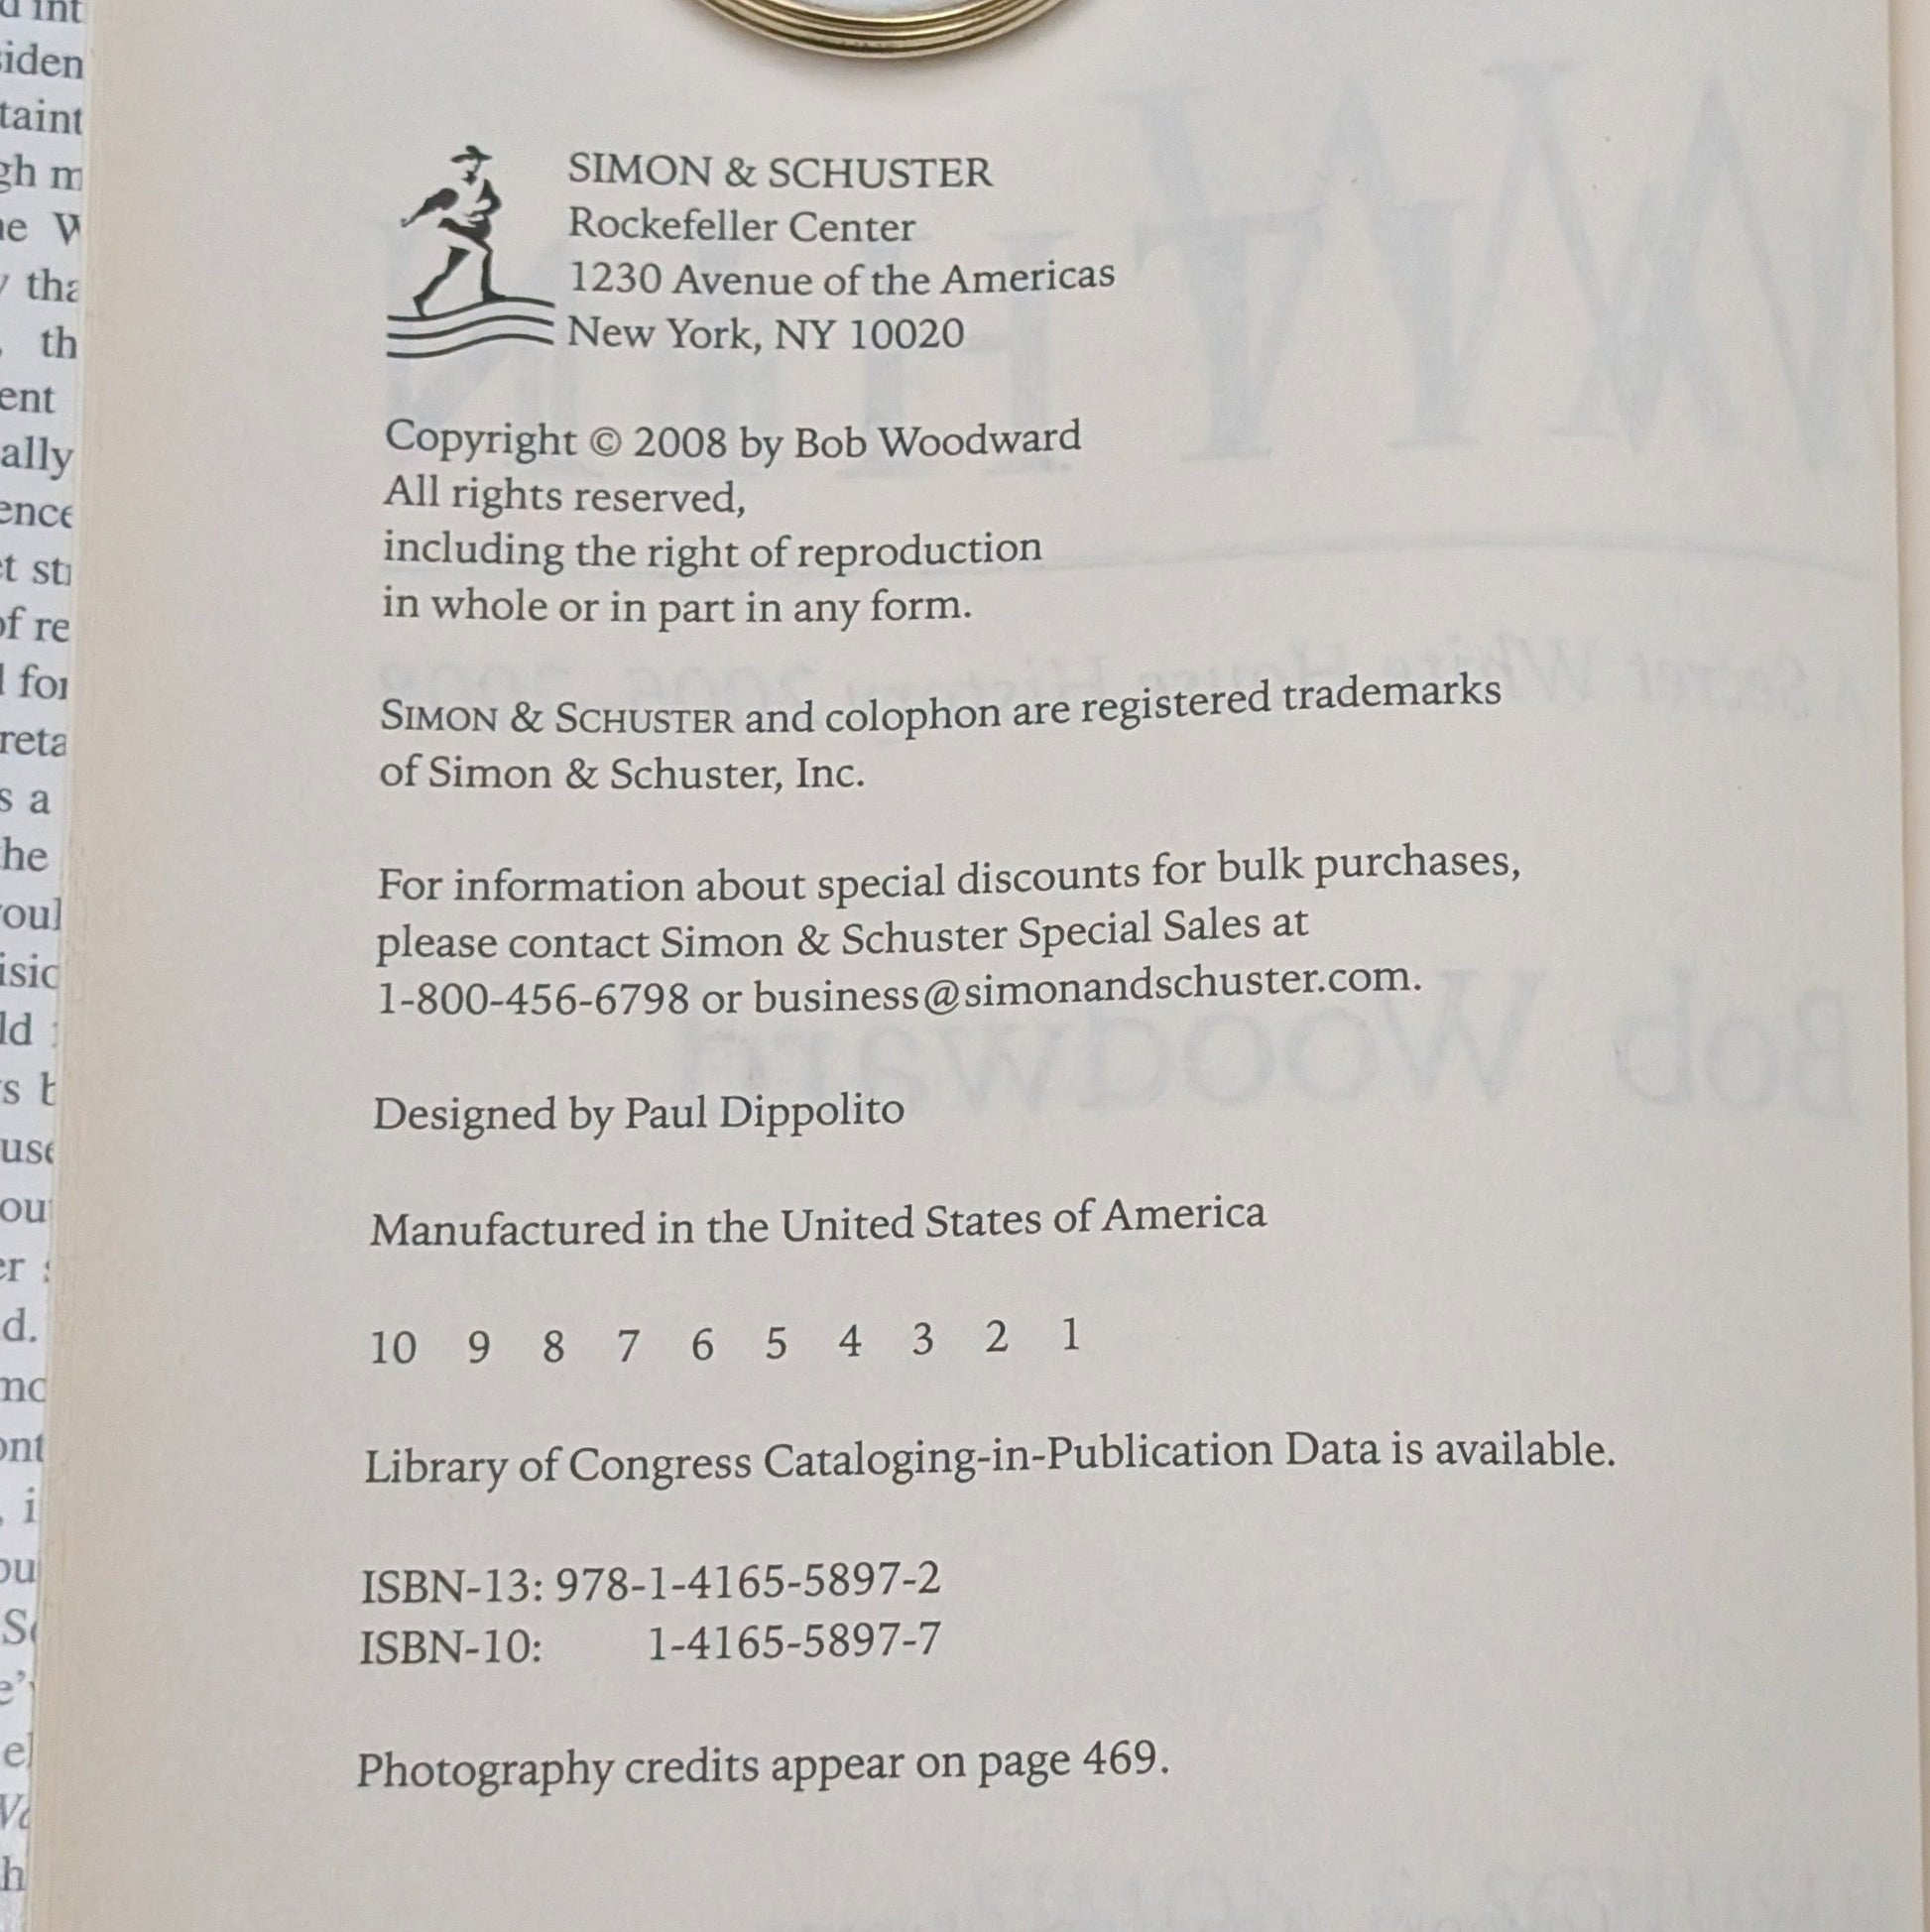 SIMON & SCHUSTER
Rockefeller Center
1230 Avenue of the Americas
New York, NY 10020
Copyright © 2008 by Bob Woodward
All rights reserved,
including the right of reproduction
in whole or in part in any form.
SIMON & SCHUSTER and colophon are registered trademarks
of Simon & Schuster, Inc.
For information about special discounts for bulk purchases,
please contact Simon & Schuster Special Sales at
1-800-456-6798 or business@simonandschuster.com.
Designed by Paul Dippolito
Manufactured in the United States of America
10 9 8 7 6 5 4 3 2 1
Library of Congress Cataloging-in-Publication Data is available.
ISBN-13: 978-1-4165-5897-2
ISBN-10: 1-4165-5897-7
Photography credits appear on page 469.